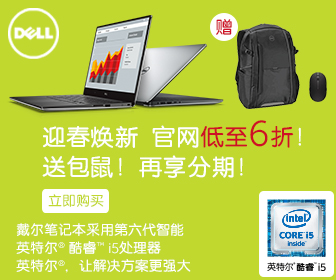 DELL
赠
迎春焕新 官网低至6折！
送包鼠！再享分期！
立即购买
戴尔笔记本采用第六代智能
英特尔® 酷睿™ i5处理器
英特尔®，让解决方案更强大
intel
CORE i5
inside™
英特尔 酷睿™ i5